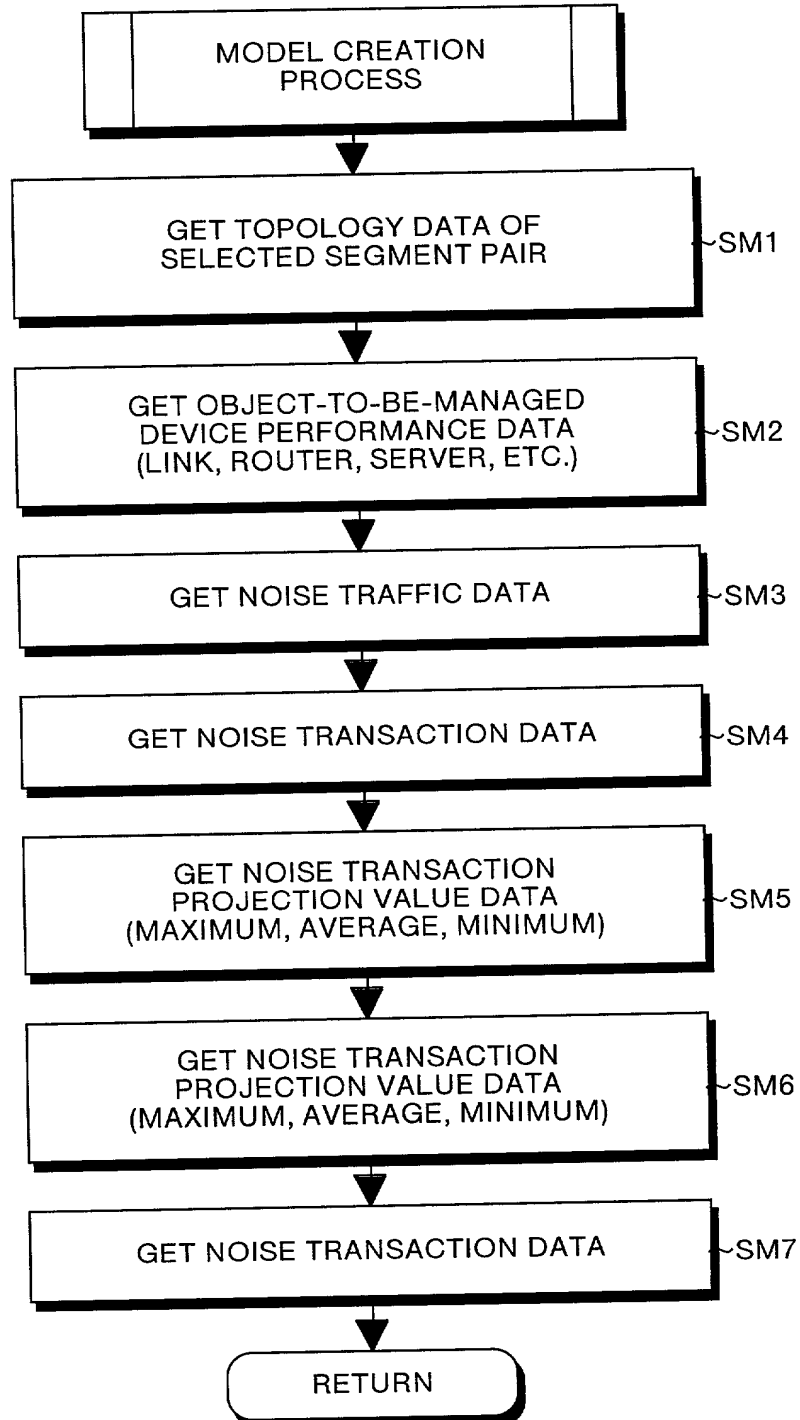 MODEL CREATION
PROCESS
GET TOPOLOGY DATA OF
SELECTED SEGMENT PAIR
SM1
GET OBJECT-TO-BE-MANAGED
DEVICE PERFORMANCE DATA
(LINK, ROUTER, SERVER, ETC.)
SM2
GET NOISE TRAFFIC DATA
SM3
GET NOISE TRANSACTION DATA
SM4
GET NOISE TRANSACTION
PROJECTION VALUE DATA
(MAXIMUM, AVERAGE, MINIMUM)
SM5
GET NOISE TRANSACTION
PROJECTION VALUE DATA
(MAXIMUM, AVERAGE, MINIMUM)
SM6
GET NOISE TRANSACTION DATA
SM7
RETURN